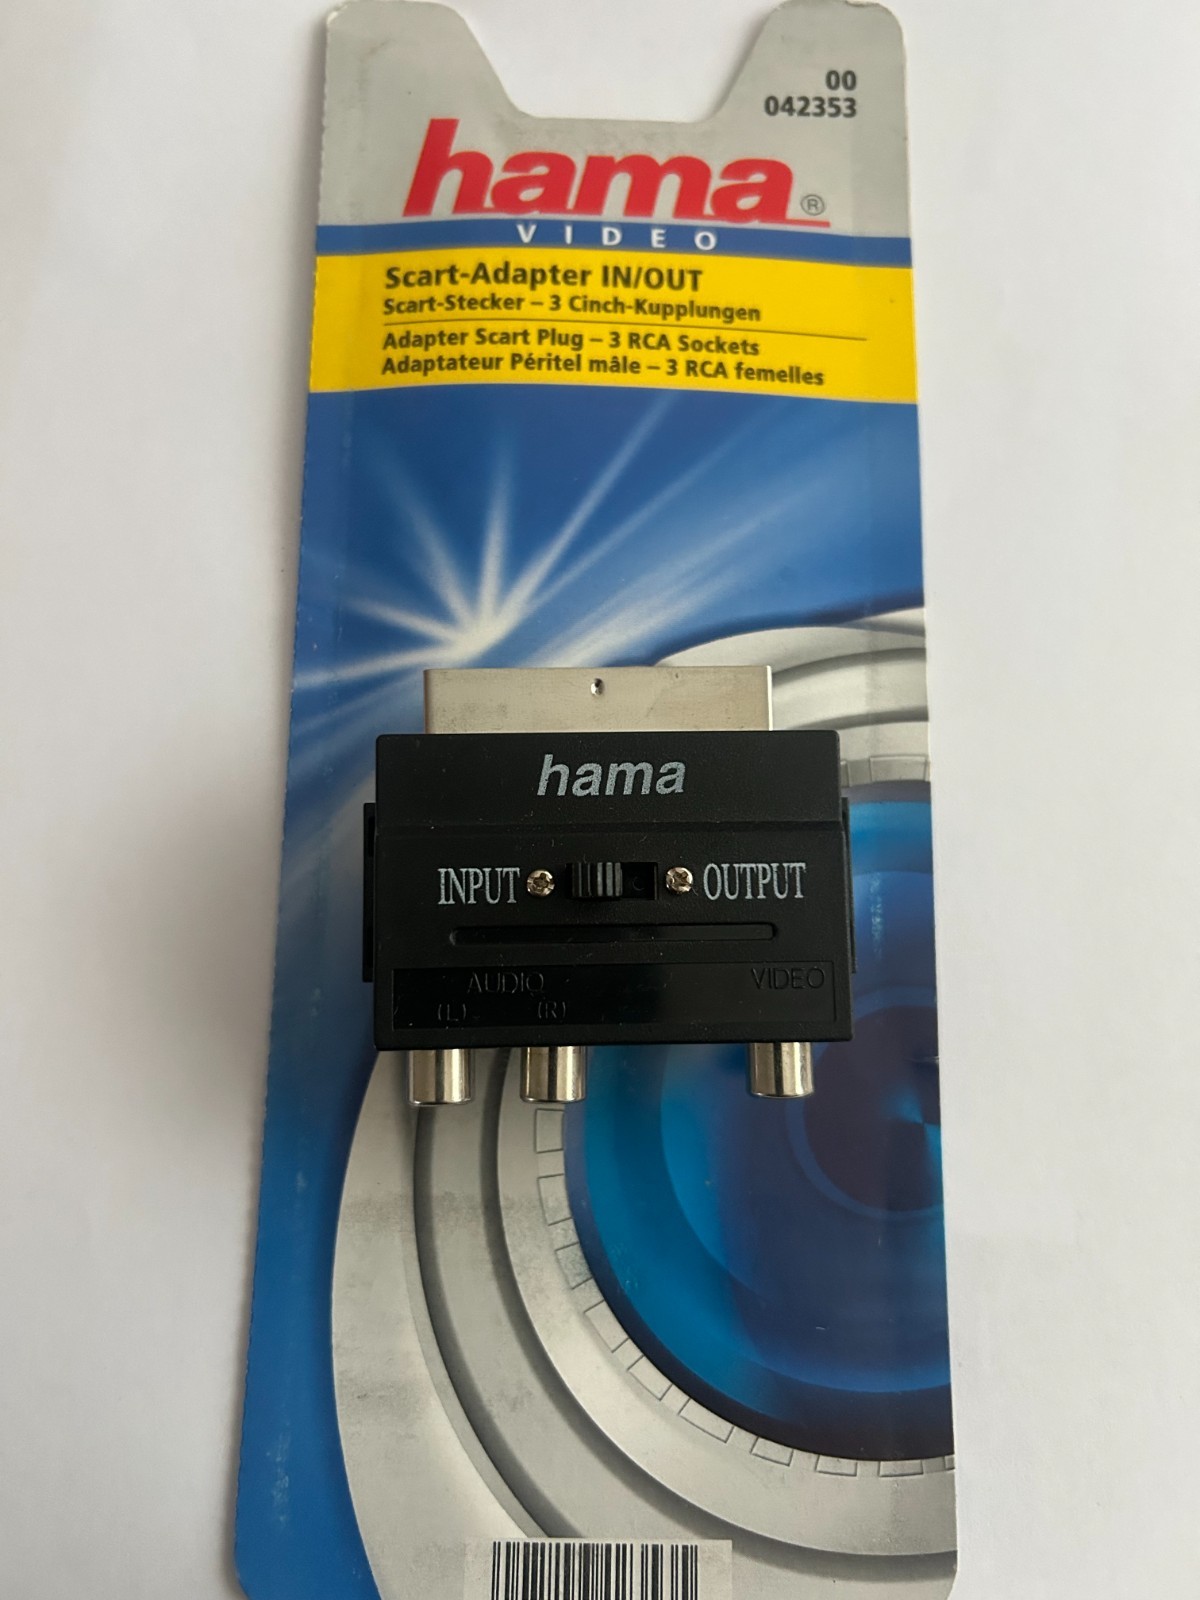 00
042353
hama®
VIDEO
Scart-Adapter IN/OUT
Scart-Stecker – 3 Cinch-Kupplungen
Adapter Scart Plug – 3 RCA Sockets
Adaptateur Péritel mâle – 3 RCA femelles
hama
INPUT OUTPUT
AUDIO VIDEO
(L) (R)